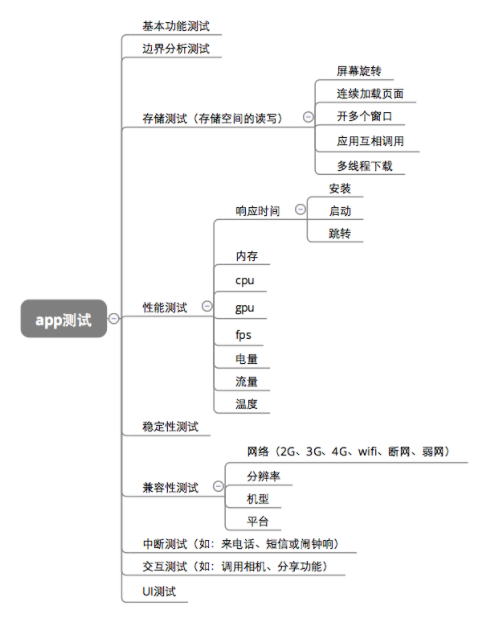 app测试
基本功能测试
边界分析测试
存储测试（存储空间的读写）
屏幕旋转
连续加载页面
开多个窗口
应用互相调用
多线程下载
性能测试
响应时间
安装
启动
跳转
内存
cpu
gpu
fps
电量
流量
温度
稳定性测试
兼容性测试
网络（2G、3G、4G、wifi、断网、弱网）
分辨率
机型
平台
中断测试（如：来电话、短信或闹钟响）
交互测试（如：调用相机、分享功能）
UI测试